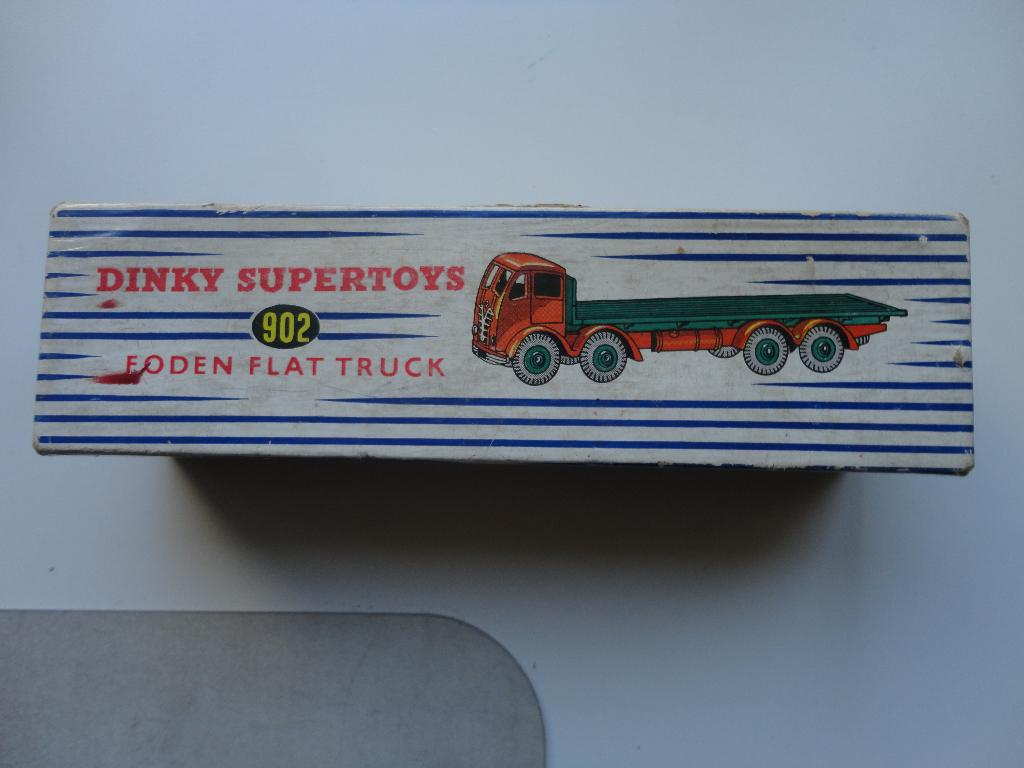 DINKY SUPERTOYS
902
FODEN FLAT TRUCK